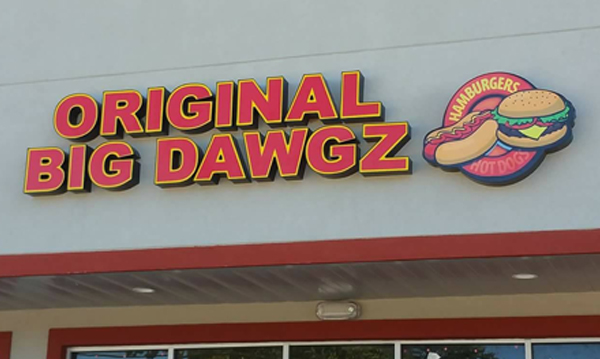 ORIGINAL
BIG DAWGZ
HAMBURGERS
HOT DOGS